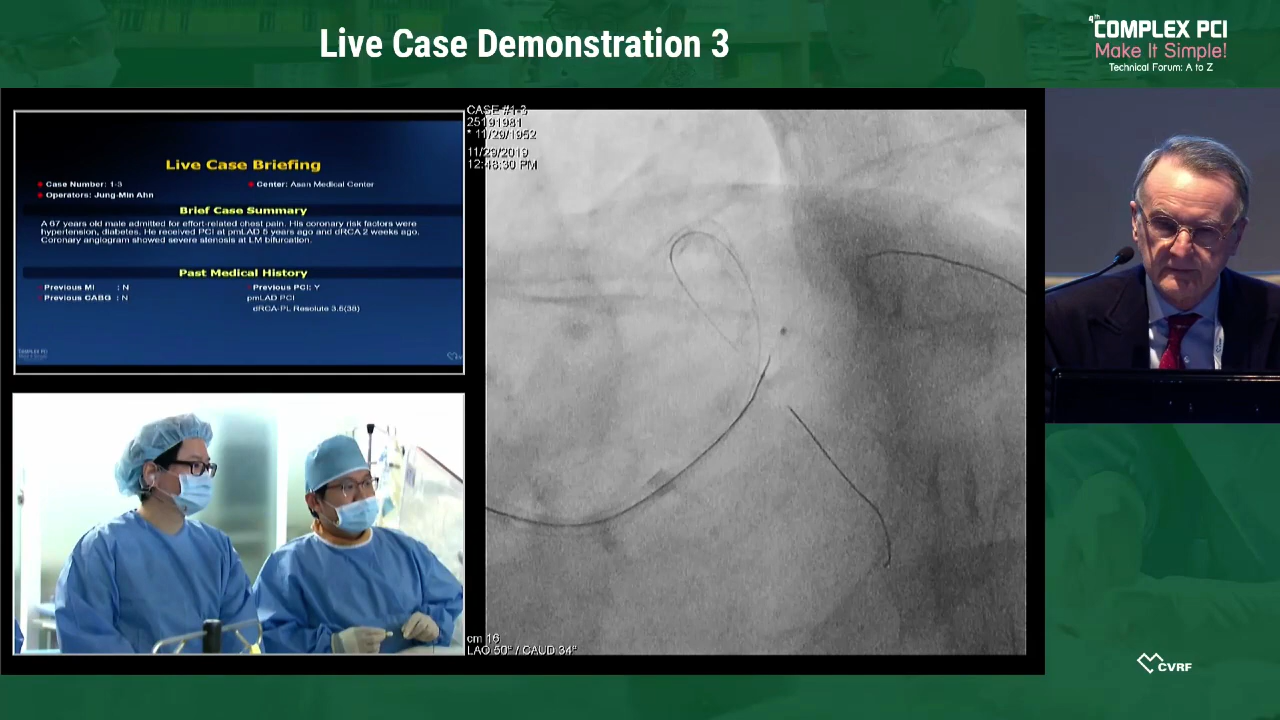 Live Case Demonstration 3
9th COMPLEX PCI
Make It Simple!
Technical Forum: A to Z
Live Case Briefing
Case Number: 1-3
Center: Asan Medical Center
Operators: Jung-Min Ahn
Brief Case Summary
A 67 years old male admitted for effort-related chest pain. His coronary risk factors were
hypertension, diabetes. He received PCI at pmLAD 5 years ago and dRCA 2 weeks ago.
Coronary angiogram showed severe stenosis at LM bifurcation.
Past Medical History
Previous MI : N
Previous PCI: Y
Previous CABG : N
pmLAD PCI
dRCA-PL Resolute 3.5(38)
CASE #1-3
25191981
* 11/29/1952
11/29/2019
12:48:30 PM
cm 16
LAO 50° / CAUD 34°
CVRF